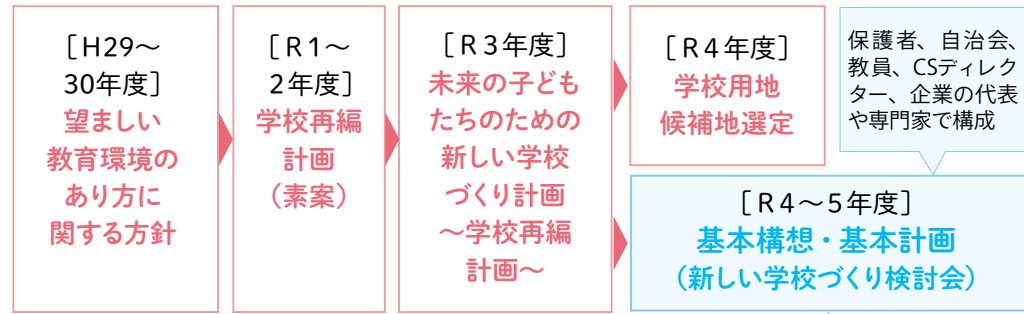 ［H29～
30年度］
望ましい
教育環境の
あり方に
関する方針
［R1～
2年度］
学校再編
計画
（素案）
［R3年度］
未来の子ども
たちのための
新しい学校
づくり計画
～学校再編
計画～
［R4年度］
学校用地
候補地選定
保護者、自治会、
教員、CSディレク
ター、企業の代表
や専門家で構成
［R4～5年度］
基本構想・基本計画
（新しい学校づくり検討会）